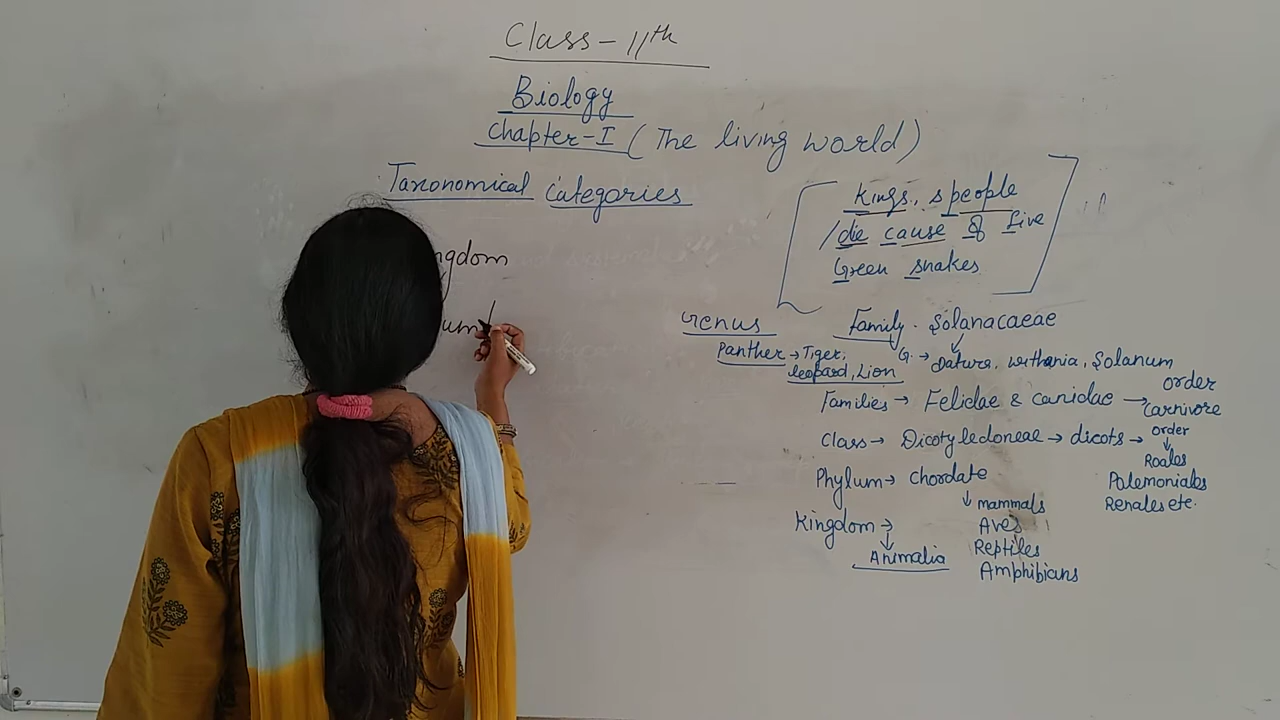 Class - 11th
Biology
Chapter-I (The living world)
Taxonomical Categories
ngdom
um/
Kings, speople
/die cause of Live
Green snakes
Genus
Panther → Tiger,
leopard, Lion
Family. Solanacaeae
G. → Datura, withania, Solanum
Families → Felidae & canidae → order
Carnivore
Class → Dicotyledoneae → dicots → order
↓
Roales
Polemoniales
Renales etc.
Phylum → Chordate
↓ mammals
Aves
Reptiles
Amphibians
Kingdom →
↓
Animalia